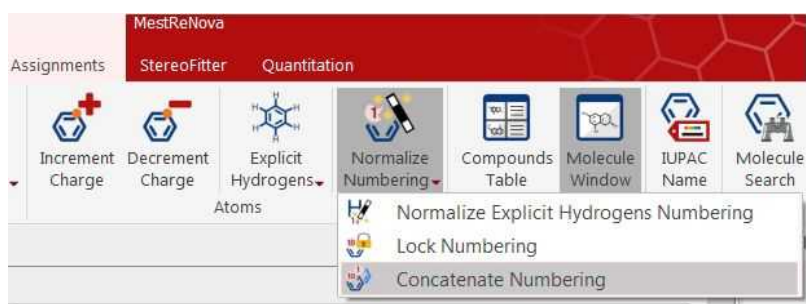 MestReNova
Assignments StereoFitter Quantitation
Increment Decrement Explicit Normalize Compounds Molecule IUPAC Molecule
Charge Charge Hydrogens Numbering Table Window Name Search
Atoms
Normalize Explicit Hydrogens Numbering
Lock Numbering
Concatenate Numbering